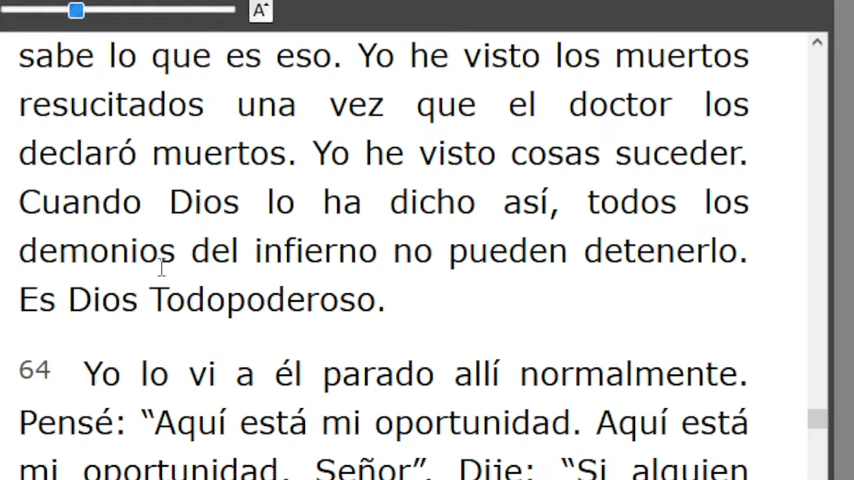 A
sabe lo que es eso. Yo he visto los muertos
resucitados una vez que el doctor los
declaró muertos. Yo he visto cosas suceder.
Cuando Dios lo ha dicho así, todos los
demonios del infierno no pueden detenerlo.
Es Dios Todopoderoso.
64 Yo lo vi a él parado allí normalmente.
Pensé: “Aquí está mi oportunidad. Aquí está
mi oportunidad, Señor”. Dije: “Si alguien